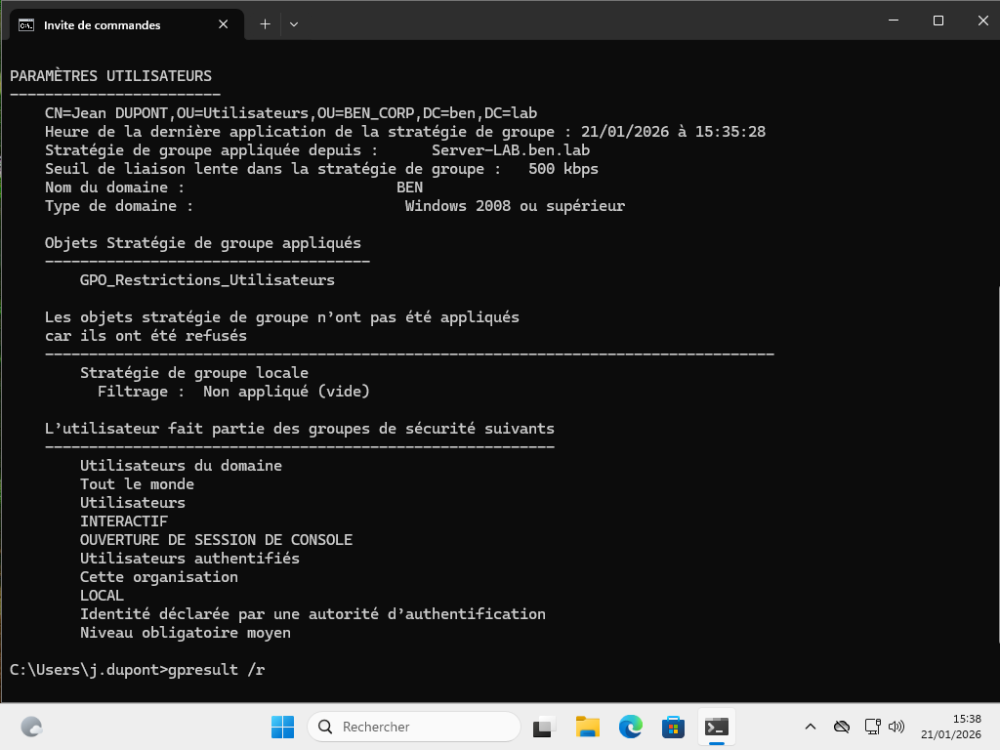 Invite de commandes
PARAMÈTRES UTILISATEURS
------------------------
CN=Jean DUPONT,OU=Utilisateurs,OU=BEN_CORP,DC=ben,DC=lab
Heure de la dernière application de la stratégie de groupe : 21/01/2026 à 15:35:28
Stratégie de groupe appliquée depuis : Server-LAB.ben.lab
Seuil de liaison lente dans la stratégie de groupe : 500 kbps
Nom du domaine : BEN
Type de domaine : Windows 2008 ou supérieur
Objets Stratégie de groupe appliqués
-------------------------------------
GPO_Restrictions_Utilisateurs
Les objets stratégie de groupe n’ont pas été appliqués
car ils ont été refusés
-----------------------------------------------------------------------------------
Stratégie de groupe locale
Filtrage : Non appliqué (vide)
L’utilisateur fait partie des groupes de sécurité suivants
----------------------------------------------------------
Utilisateurs du domaine
Tout le monde
Utilisateurs
INTERACTIF
OUVERTURE DE SESSION DE CONSOLE
Utilisateurs authentifiés
Cette organisation
LOCAL
Identité déclarée par une autorité d’authentification
Niveau obligatoire moyen
C:\Users\j.dupont>gpresult /r
Rechercher
15:38
21/01/2026